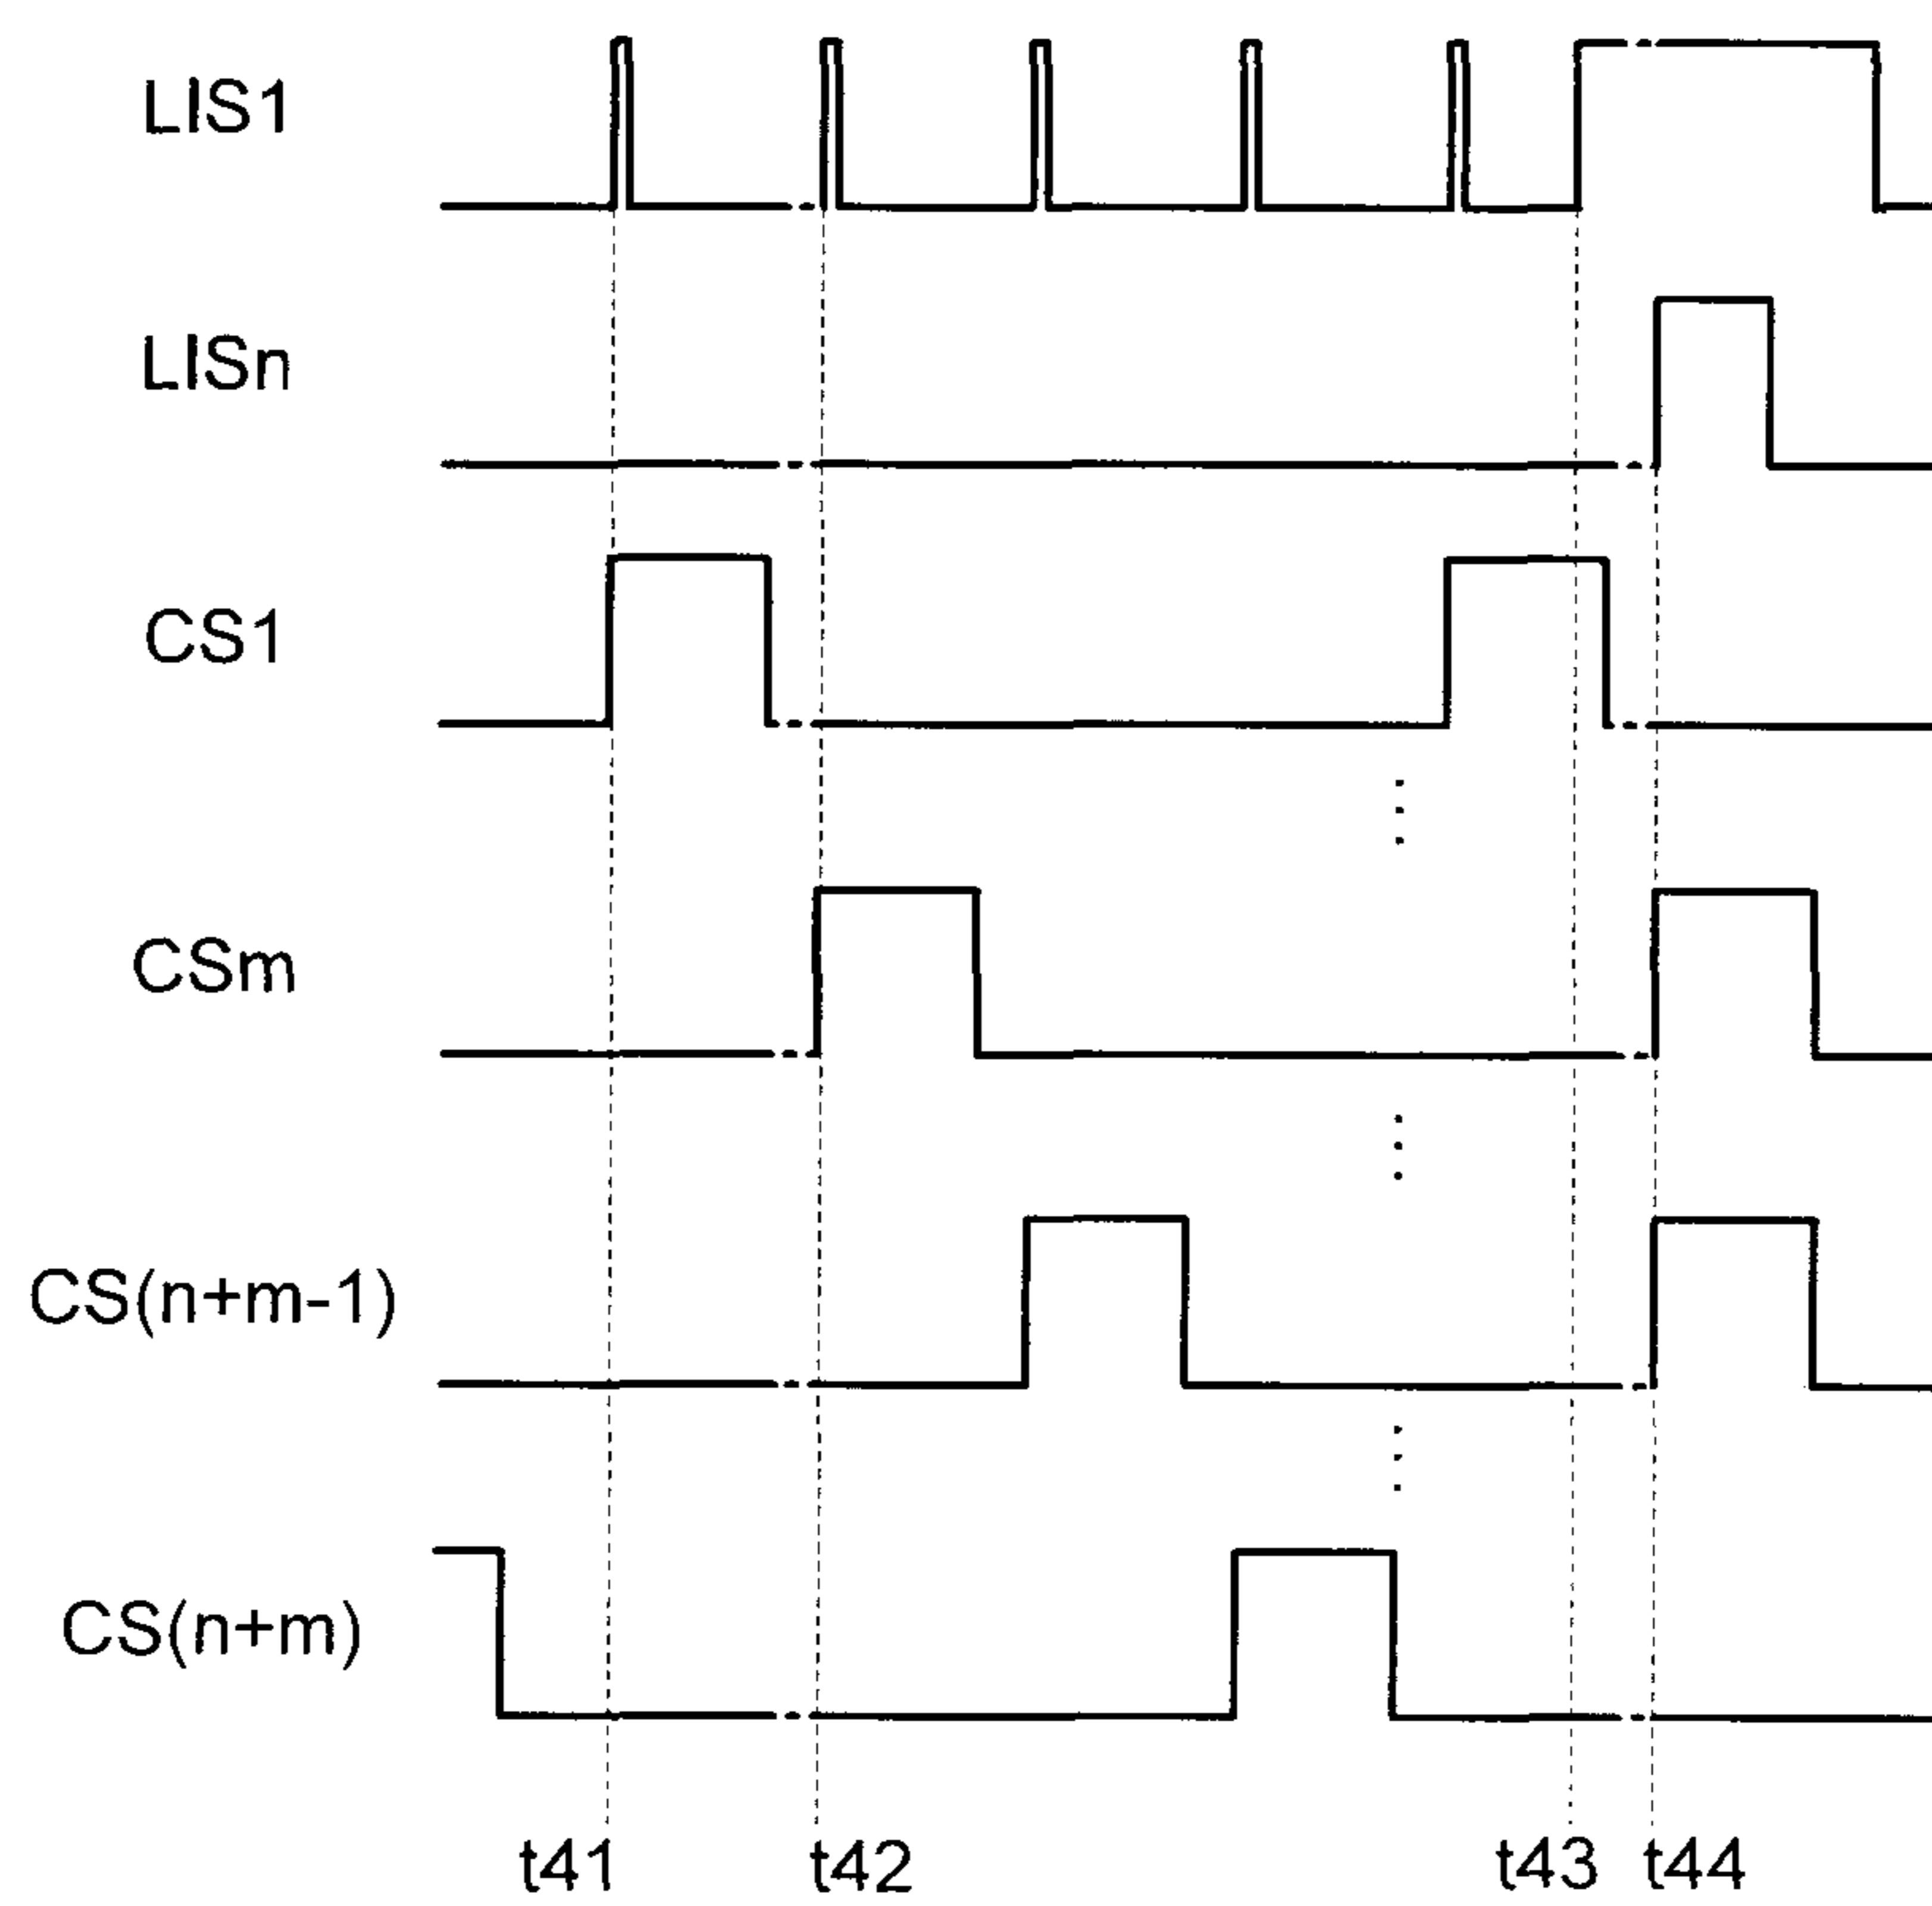 LIS1
LISn
CS1
CSm
CS(n+m-1)
CS(n+m)
t41 t42 t43 t44